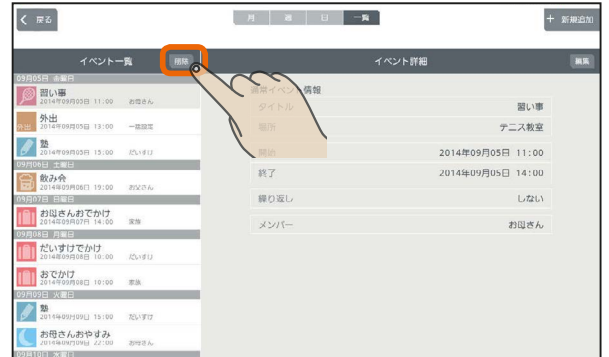 戻る
月 週 日 一覧
+ 新規追加
イベント一覧 削除
イベント詳細 編集
09月05日 金曜日
習い事
2014年09月05日 11:00 お母さん
外出
外出
2014年09月05日 13:00
塾
2014年09月05日 15:00 だいすけ
09月06日 土曜日
飲み会
2014年09月06日 19:00 お父さん
09月07日 日曜日
お母さんおでかけ
2014年09月07日 14:00 家族
09月08日 月曜日
だいすけでかけ
2014年09月08日 10:00 だいすけ
おでかけ
2014年09月08日 10:00 家族
09月09日 火曜日
塾
2014年09月09日 15:00 だいすけ
お母さんおやすみ
2014年09月09日 22:00 お母さん
09月10日 水曜日
通常イベント情報
タイトル 習い事
場所 テニス教室
開始 2014年09月05日 11:00
終了 2014年09月05日 14:00
繰り返し しない
メンバー お母さん